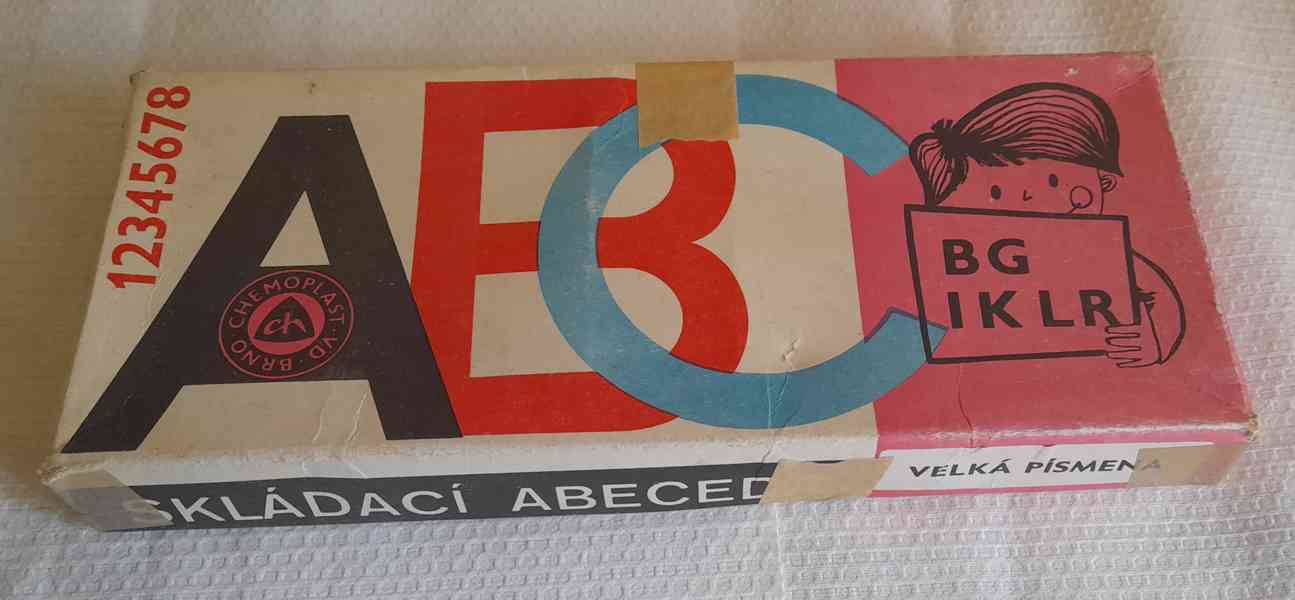 12345678
ABC
CHEMOPLAST · VD · BRNO ·
ch
BG
IKLR
SKLÁDACÍ ABECED
VELKÁ PÍSMENA